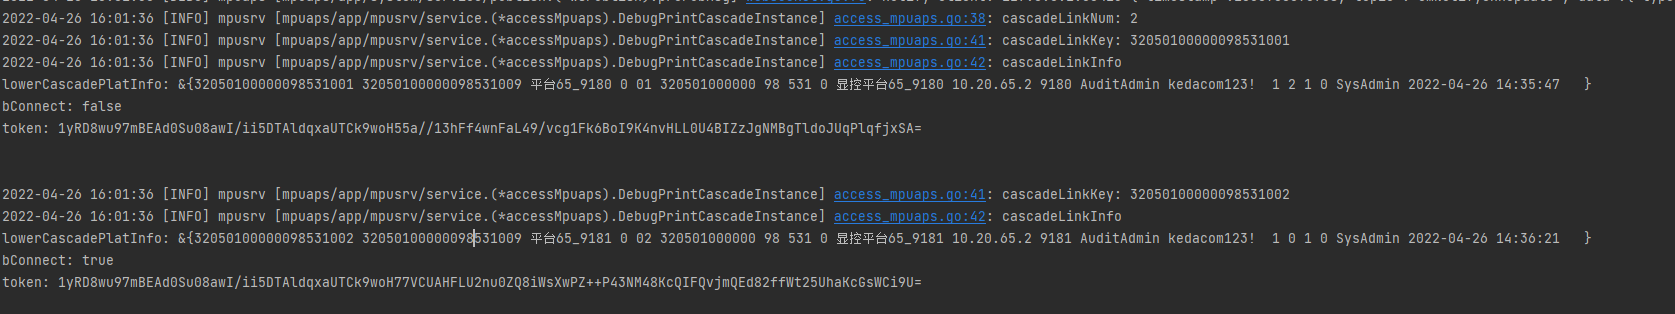 2022-04-26 16:01:36 [INFO] mpusrv [mpuaps/app/mpusrv/service.(*accessMpuaps).DebugPrintCascadeInstance] access_mpuaps.go:38: cascadeLinkNum: 2
2022-04-26 16:01:36 [INFO] mpusrv [mpuaps/app/mpusrv/service.(*accessMpuaps).DebugPrintCascadeInstance] access_mpuaps.go:41: cascadeLinkKey: 32050100000098531001
2022-04-26 16:01:36 [INFO] mpusrv [mpuaps/app/mpusrv/service.(*accessMpuaps).DebugPrintCascadeInstance] access_mpuaps.go:42: cascadeLinkInfo
lowerCascadePlatInfo: &{32050100000098531001 32050100000098531009 平台65_9180 0 01 320501000000 98 531 0 显控平台65_9180 10.20.65.2 9180 AuditAdmin kedacom123!  1 2 1 0 SysAdmin 2022-04-26 14:35:47   }
bConnect: false
token: 1yRD8wu97mBEAd0Su08awI/ii5DTAldqxaUTCk9woH55a//13hFf4wnFaL49/vcg1Fk6BoI9K4nvHLL0U4BIZzJgNMBgTldoJUqPlqfjxSA=
2022-04-26 16:01:36 [INFO] mpusrv [mpuaps/app/mpusrv/service.(*accessMpuaps).DebugPrintCascadeInstance] access_mpuaps.go:41: cascadeLinkKey: 32050100000098531002
2022-04-26 16:01:36 [INFO] mpusrv [mpuaps/app/mpusrv/service.(*accessMpuaps).DebugPrintCascadeInstance] access_mpuaps.go:42: cascadeLinkInfo
lowerCascadePlatInfo: &{32050100000098531002 32050100000098531009 平台65_9181 0 02 320501000000 98 531 0 显控平台65_9181 10.20.65.2 9181 AuditAdmin kedacom123!  1 0 1 0 SysAdmin 2022-04-26 14:36:21   }
bConnect: true
token: 1yRD8wu97mBEAd0Su08awI/ii5DTAldqxaUTCk9woH77VCUAHFLU2nu0ZQ8iWsXwPZ++P43NM48KcQIFQvjmQEd82ffWt25UhaKcGsWCi9U=